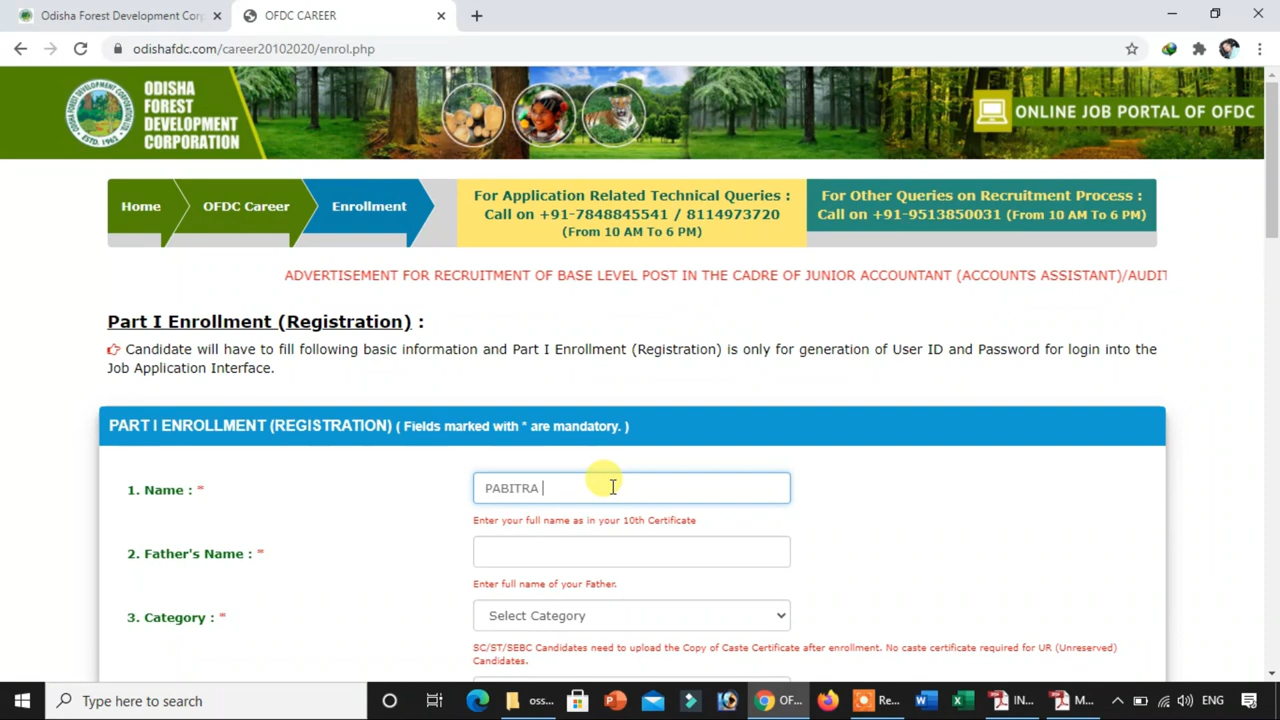 Odisha Forest Development Corp
OFDC CAREER
odishafdc.com/career20102020/enrol.php
ODISHA
FOREST
DEVELOPMENT
CORPORATION
ONLINE JOB PORTAL OF OFDC
Home
OFDC Career
Enrollment
For Application Related Technical Queries :
Call on +91-7848845541 / 8114973720
(From 10 AM To 6 PM)
For Other Queries on Recruitment Process :
Call on +91-9513850031 (From 10 AM To 6 PM)
ADVERTISEMENT FOR RECRUITMENT OF BASE LEVEL POST IN THE CADRE OF JUNIOR ACCOUNTANT (ACCOUNTS ASSISTANT)/AUDIT
Part I Enrollment (Registration) :
Candidate will have to fill following basic information and Part I Enrollment (Registration) is only for generation of User ID and Password for login into the
Job Application Interface.
PART I ENROLLMENT (REGISTRATION) ( Fields marked with * are mandatory. )
1. Name : *
PABITRA
Enter your full name as in your 10th Certificate
2. Father's Name : *
Enter full name of your Father.
3. Category : *
Select Category
SC/ST/SEBC Candidates need to upload the Copy of Caste Certificate after enrollment. No caste certificate required for UR (Unreserved)
Candidates.
Type here to search
oss...
OF...
Re...
IN...
M...
ENG